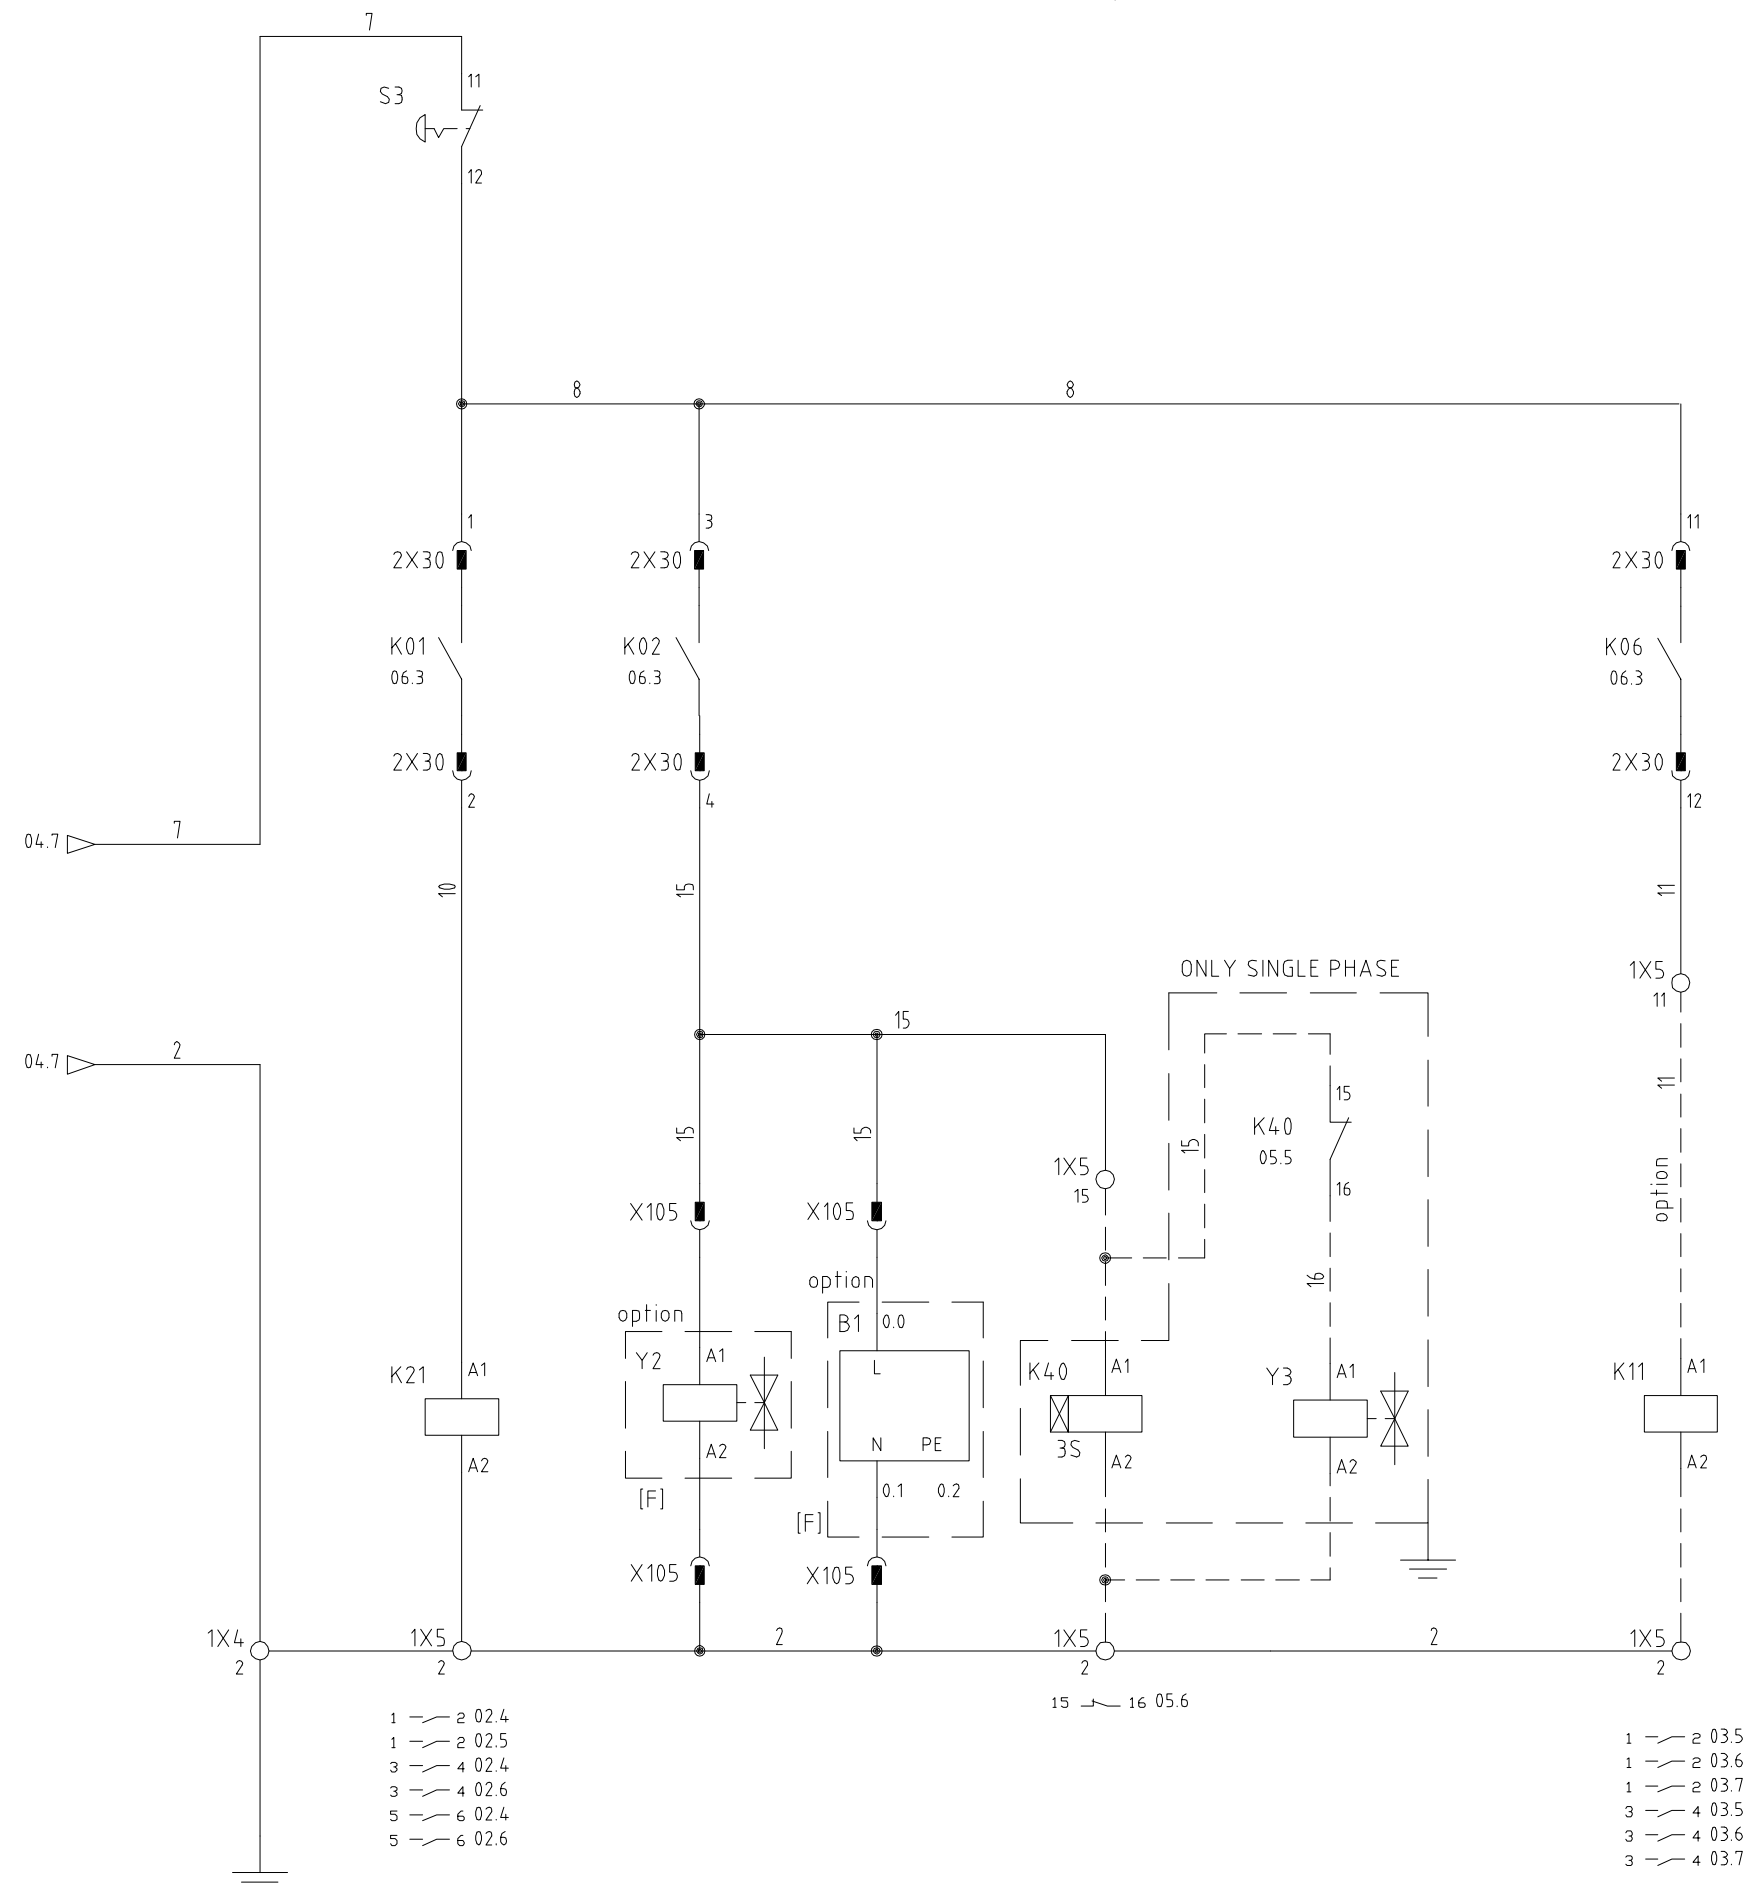 7
11
S3
12
8 8
1 3 11
2X30 2X30 2X30
K01 K02 K06
06.3 06.3 06.3
2X30 2X30 2X30
2 4 12
04.7 7
10 15 11
ONLY SINGLE PHASE
1X5
11
15
04.7 2
11
15
K40
05.5
15 15 15
1X5
15
16
option
X105 X105
16
option
option
B1 0.0
Y2 A1
L
K21 A1
K40 A1
Y3 A1
K11 A1
N PE
3S
A2 A2 A2 A2 A2
[F]
0.1 0.2
[F]
X105 X105
1X4 1X5 2 1X5 2 1X5
2 2 2 2
15 16 05.6
1 2 02.4
1 2 02.5
3 4 02.4
3 4 02.6
5 6 02.4
5 6 02.6
1 2 03.5
1 2 03.6
1 2 03.7
3 4 03.5
3 4 03.6
3 4 03.7